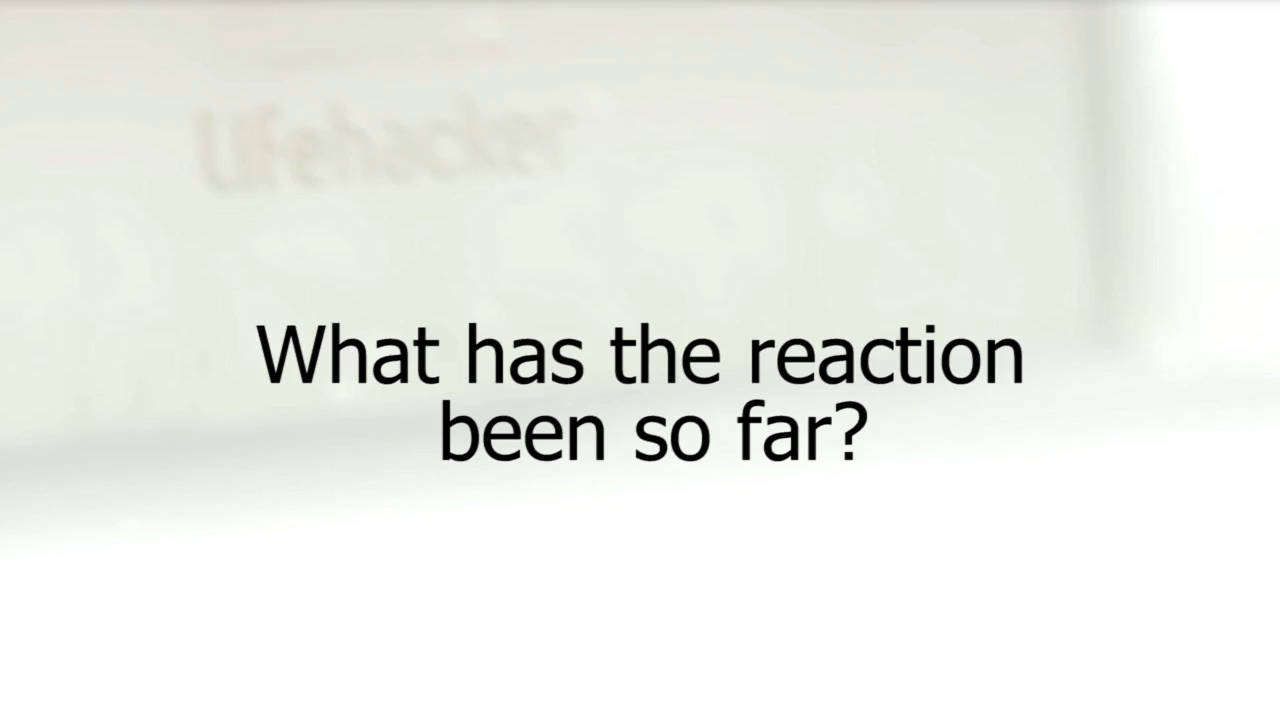 Lifehacker
What has the reaction
been so far?